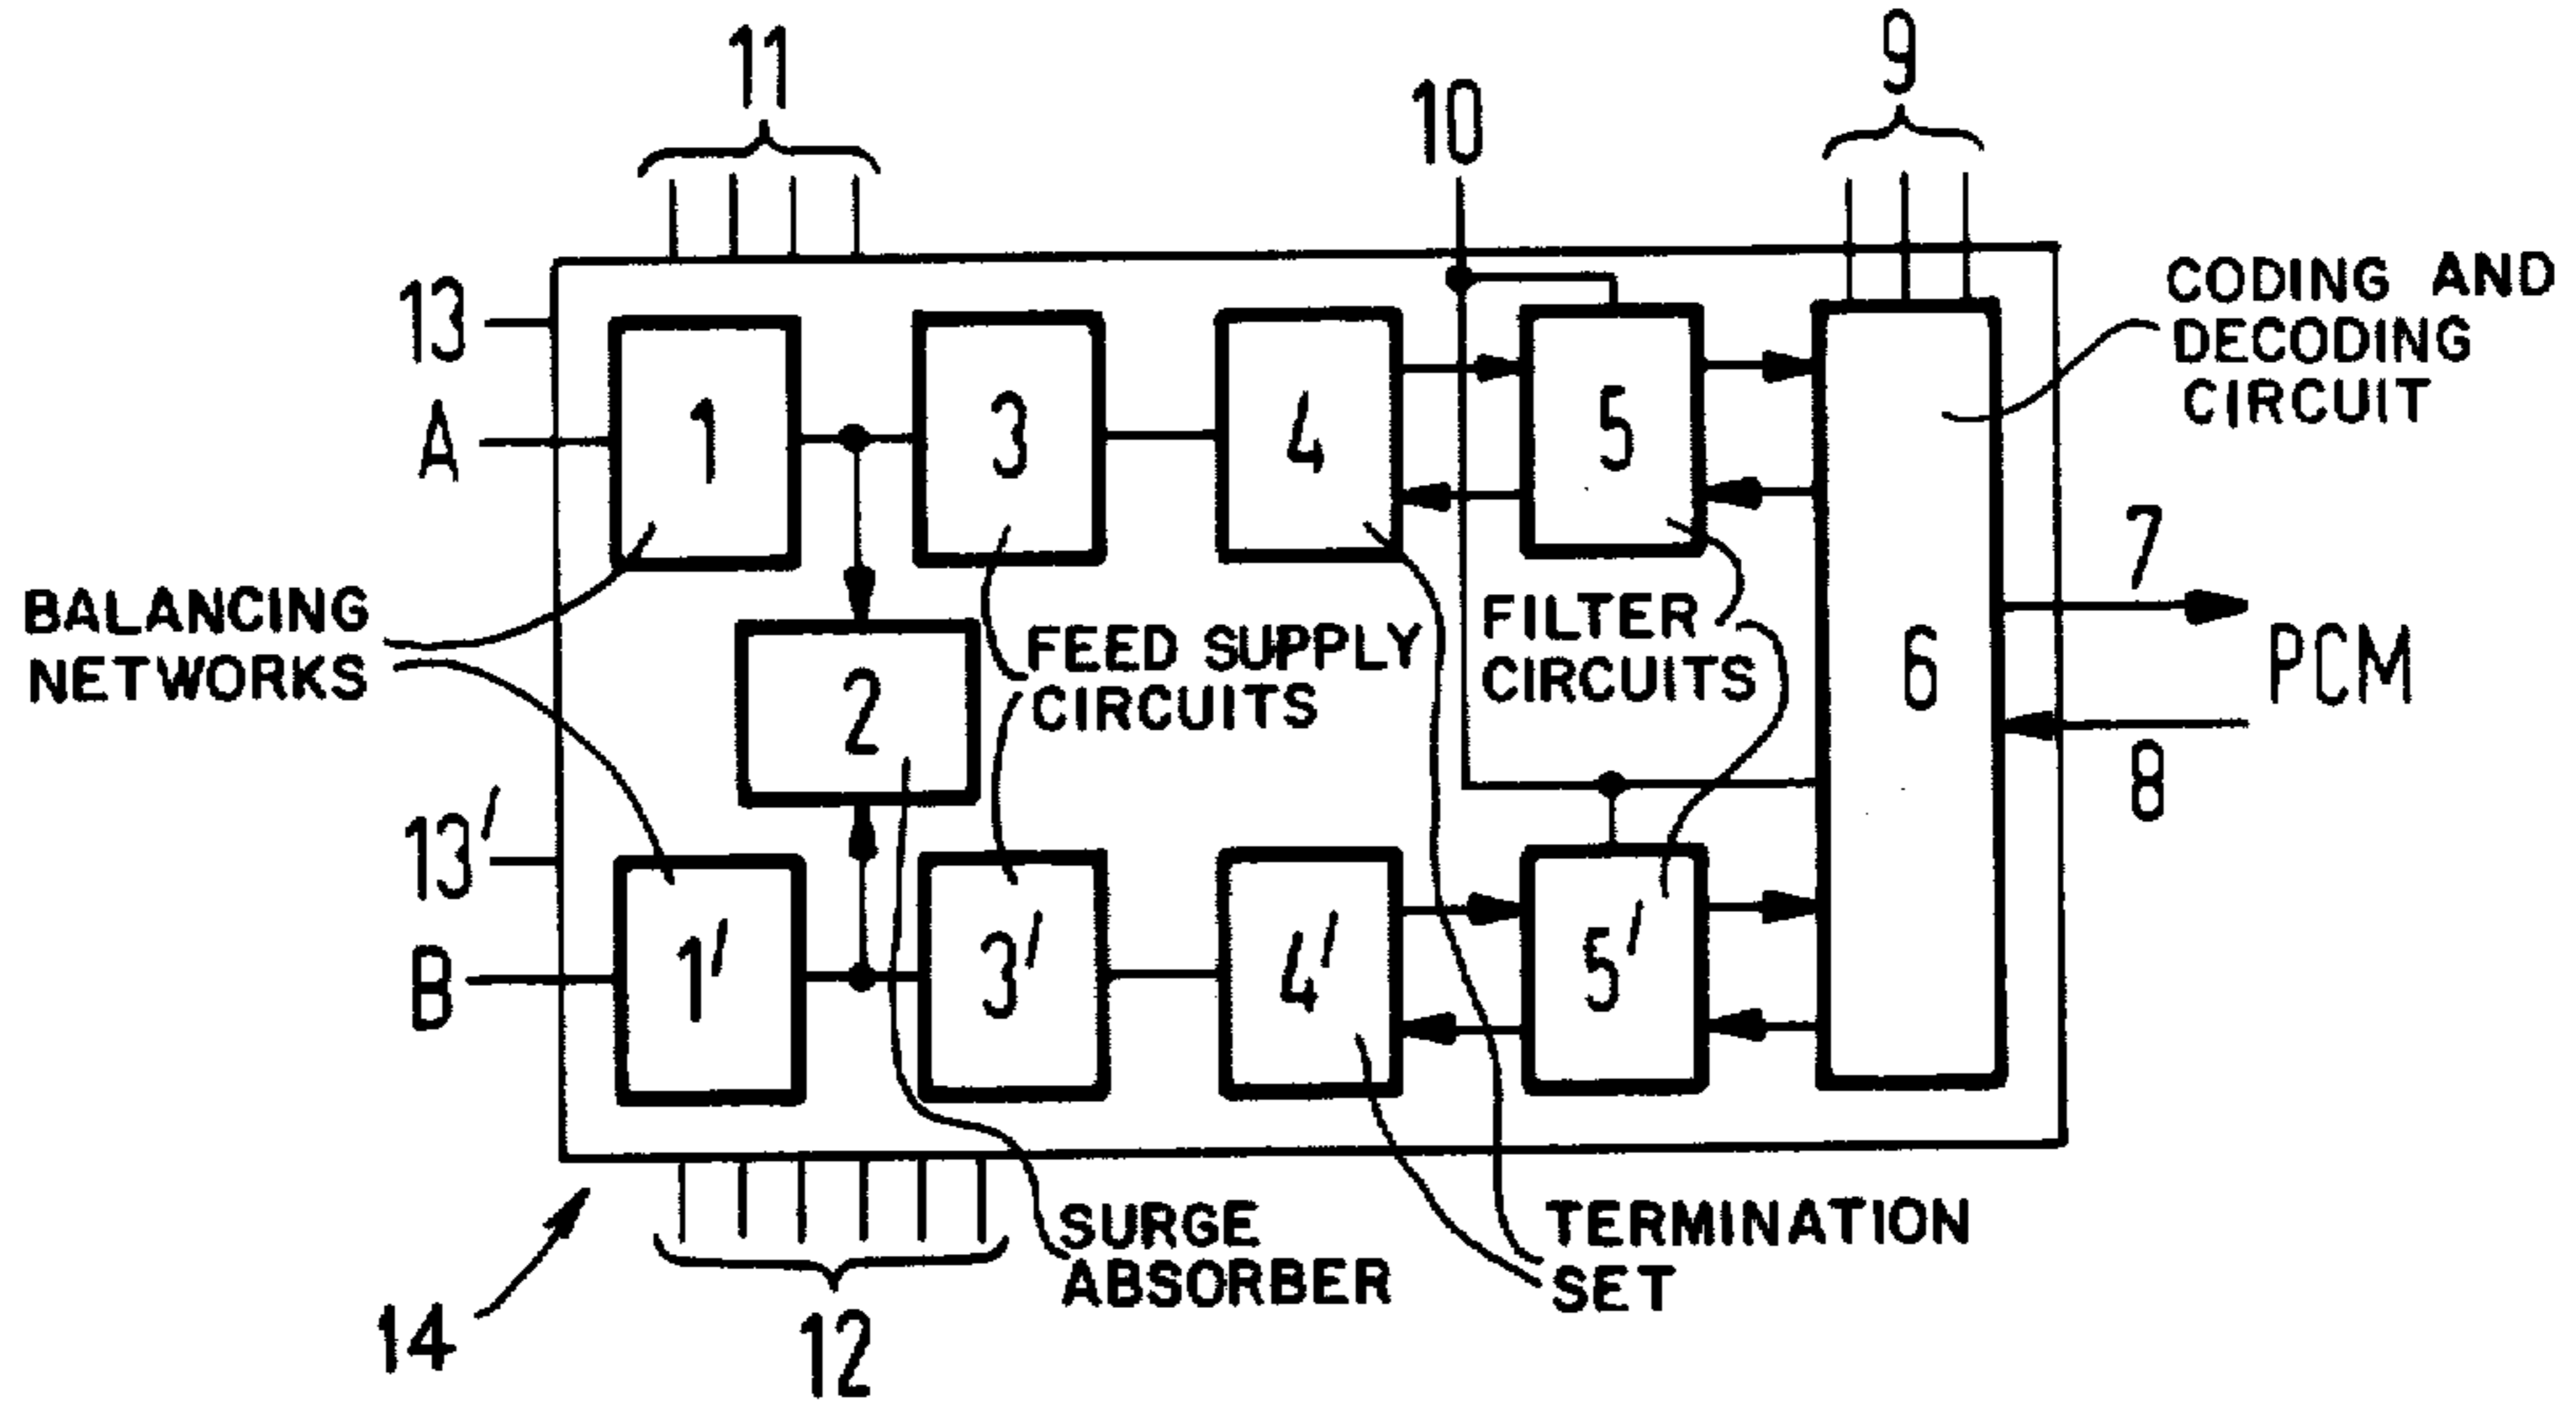 11
10
9
13
A
1
3
4
5
CODING AND
DECODING
CIRCUIT
7
PCM
8
6
BALANCING
NETWORKS
2
FEED SUPPLY
CIRCUITS
FILTER
CIRCUITS
13'
B
1'
3'
4'
5'
14
12
SURGE
ABSORBER
TERMINATION
SET